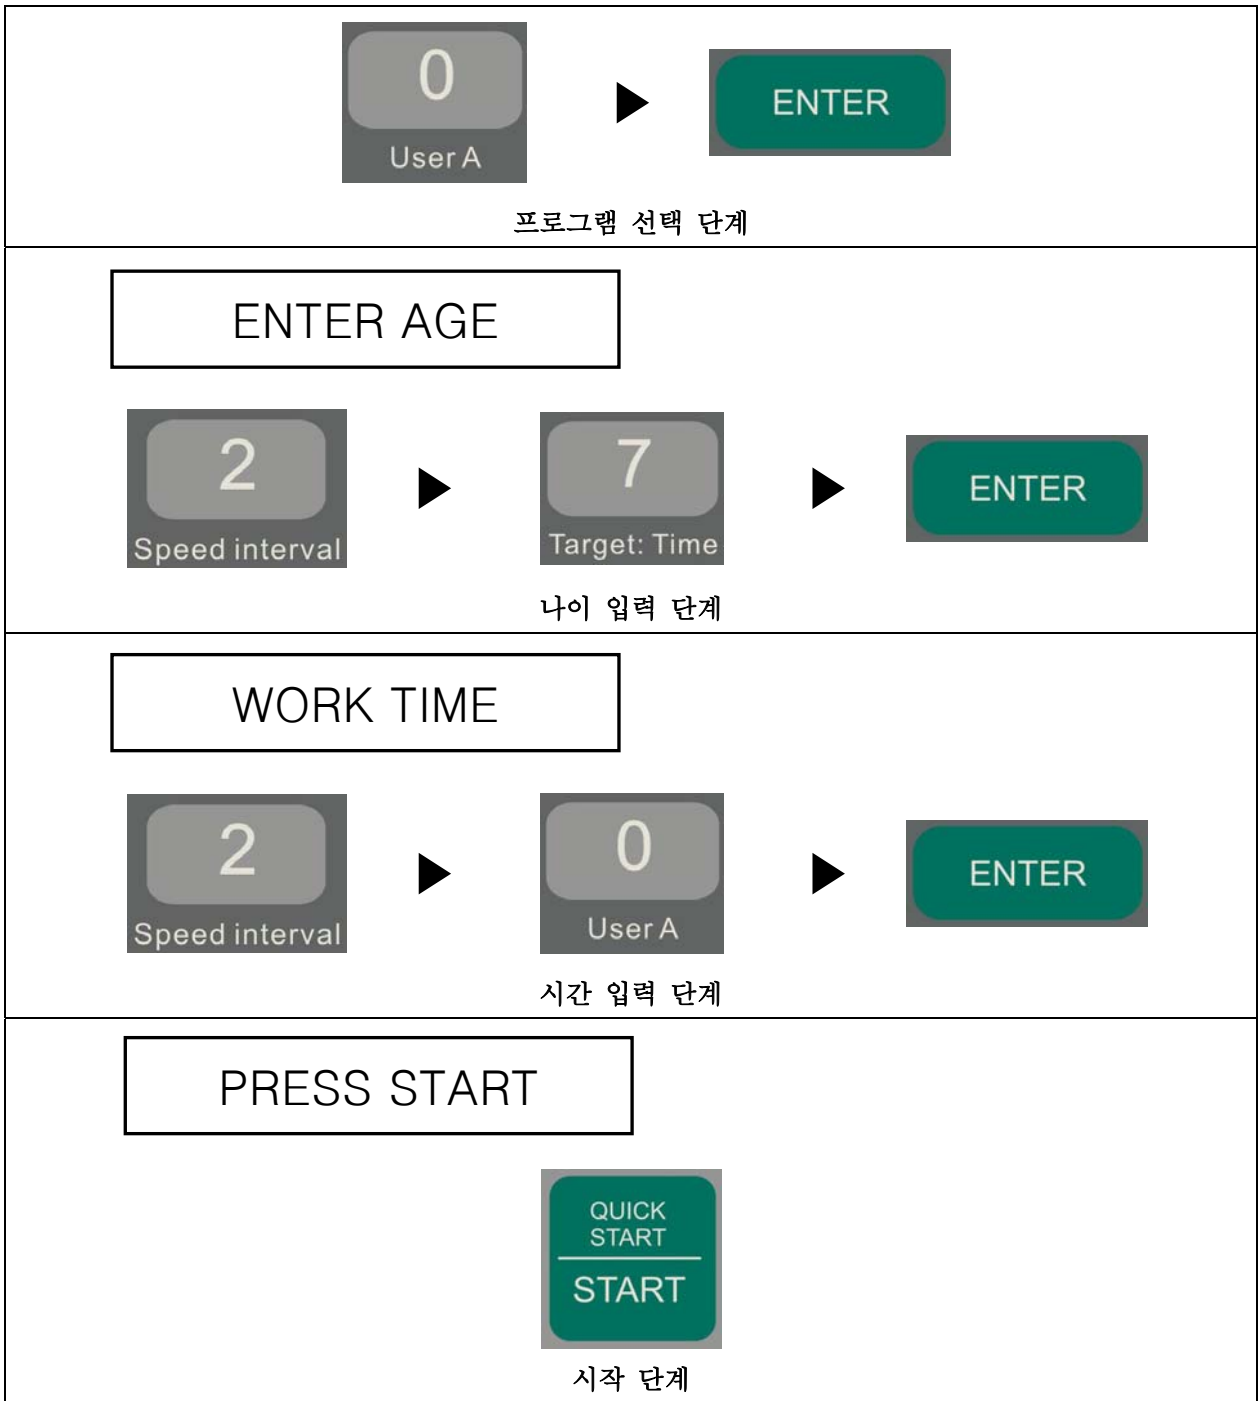 0
User A
ENTER
프로그램 선택 단계
ENTER AGE
2
Speed interval
7
Target: Time
ENTER
나이 입력 단계
WORK TIME
2
Speed interval
0
User A
ENTER
시간 입력 단계
PRESS START
QUICK
START
START
시작 단계